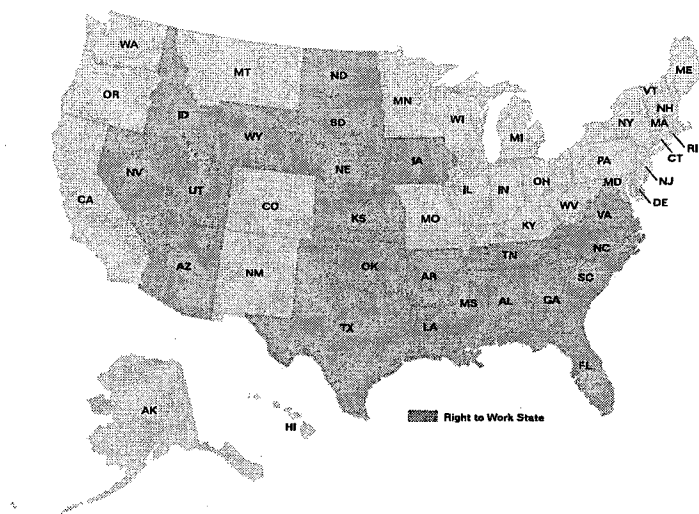 WA
MT
ND
ME
VT
OR
MN
NH
ID
SD
WI
NY
MA
WY
MI
RI
CT
NE
IA
PA
NV
OH
NJ
UT
IL
IN
MD
CA
CO
DE
KS
MO
WV
VA
KY
AZ
NM
OK
TN
NC
AR
SC
MS
AL
GA
TX
LA
FL
AK
HI
Right to Work State